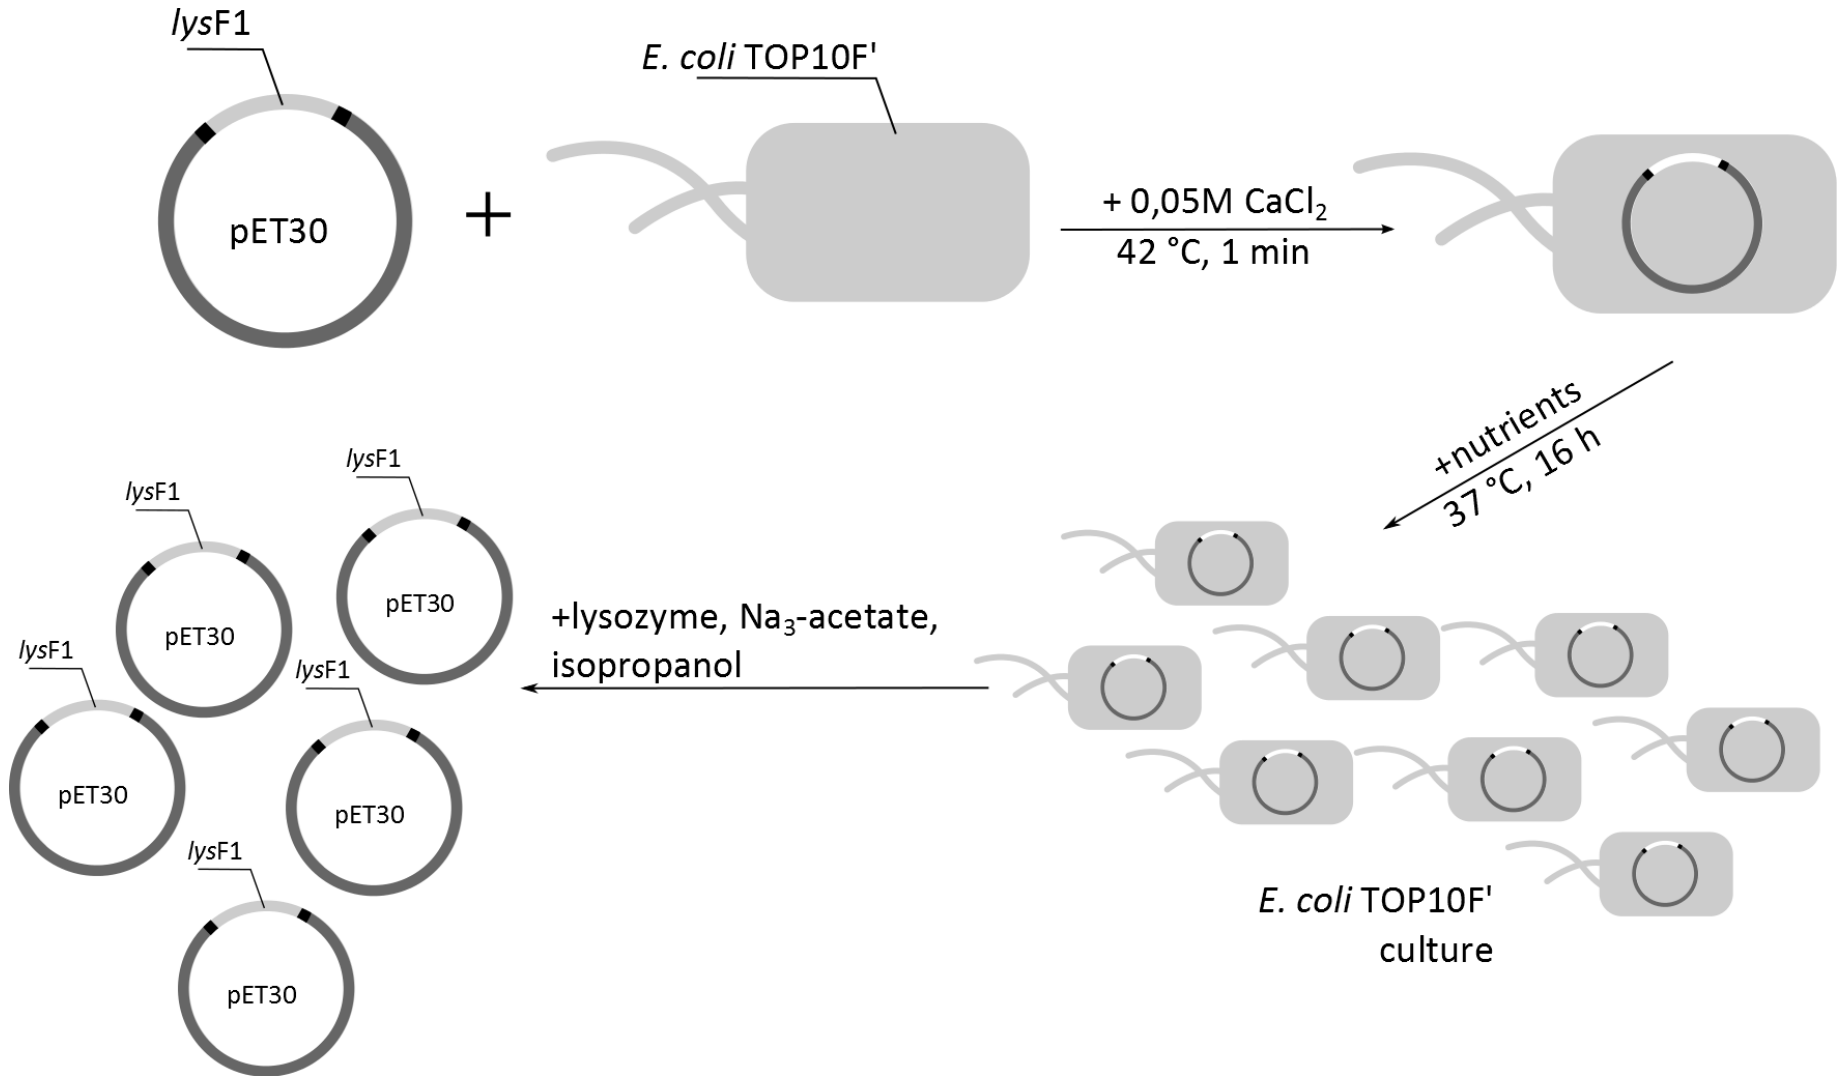 lysF1
E. coli TOP10F'
pET30
+ 0,05M CaCl₂
42 °C, 1 min
+nutrients
37 °C, 16 h
lysF1
pET30
lysF1
pET30
lysF1
pET30
lysF1
pET30
lysF1
pET30
+lysozyme, Na₃-acetate,
isopropanol
E. coli TOP10F'
culture